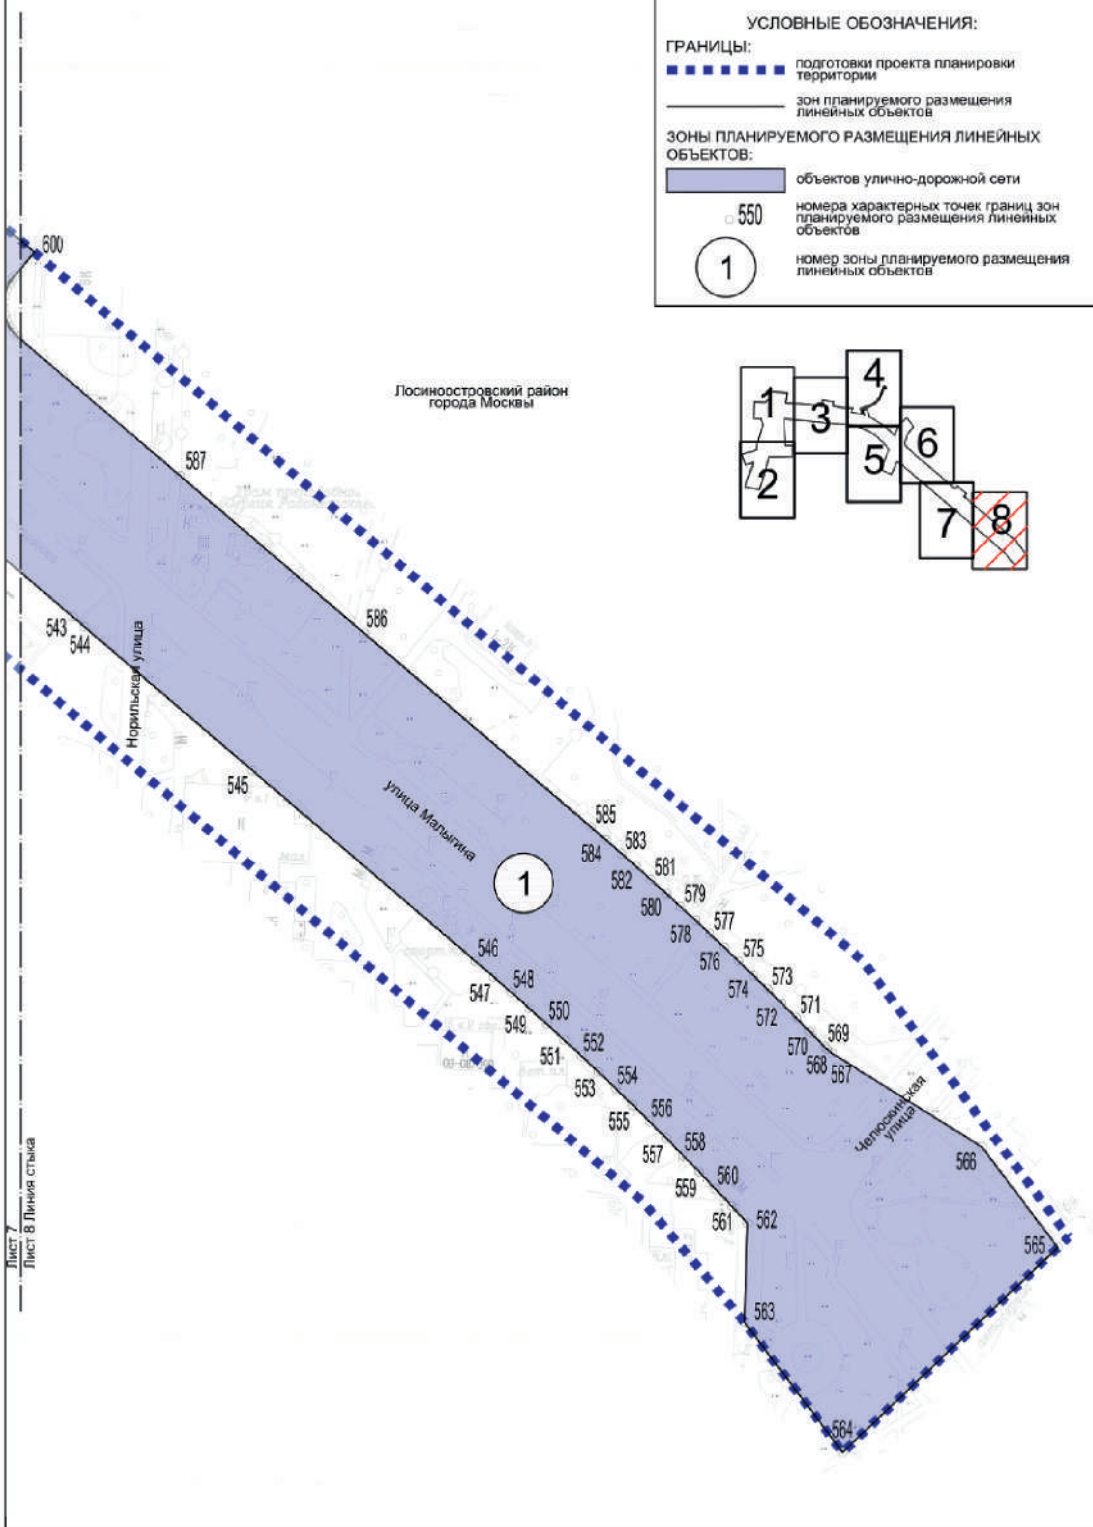 УСЛОВНЫЕ ОБОЗНАЧЕНИЯ:
ГРАНИЦЫ:
подготовки проекта планировки
территории
зон планируемого размещения
линейных объектов
ЗОНЫ ПЛАНИРУЕМОГО РАЗМЕЩЕНИЯ ЛИНЕЙНЫХ
ОБЪЕКТОВ:
объектов улично-дорожной сети
550
номера характерных точек границ зон
планируемого размещения линейных
объектов
1
номер зоны планируемого размещения
линейных объектов
1
2
3
4
5
6
7
8
Лосиноостровский район
города Москвы
600
587
586
543
544
Норильская улица
545
улица Малыгина
1
585
584
583
582
581
580
579
578
577
576
575
574
573
572
571
570
569
568
567
546
547
548
549
550
551
552
553
554
555
556
557
558
559
560
561
562
563
564
565
566
Челюскинская
улица
Лист 7
Лист 8 Линия стыка